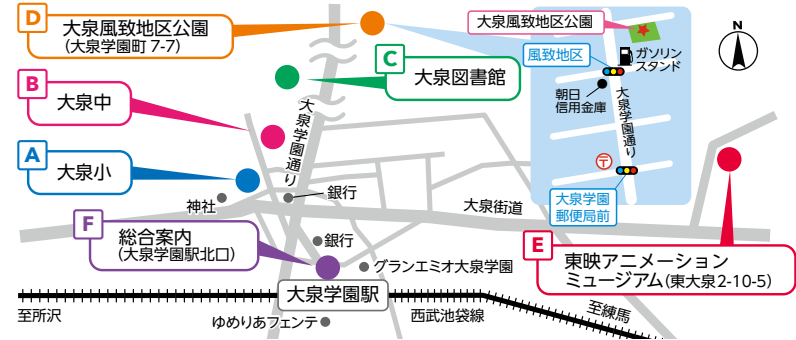 D
大泉風致地区公園
(大泉学園町 7-7)
B
大泉中
A
大泉小
神社
F
総合案内
(大泉学園駅北口)
C
大泉図書館
大泉学園通り
銀行
大泉街道
銀行
グランエミオ大泉学園
大泉学園駅
至所沢
ゆめりあフェンテ
西武池袋線
至練馬
大泉風致地区公園
風致地区
ガソリン
スタンド
朝日
信用金庫
大泉学園通り
〒
大泉学園
郵便局前
N
E
東映アニメーション
ミュージアム(東大泉2-10-5)